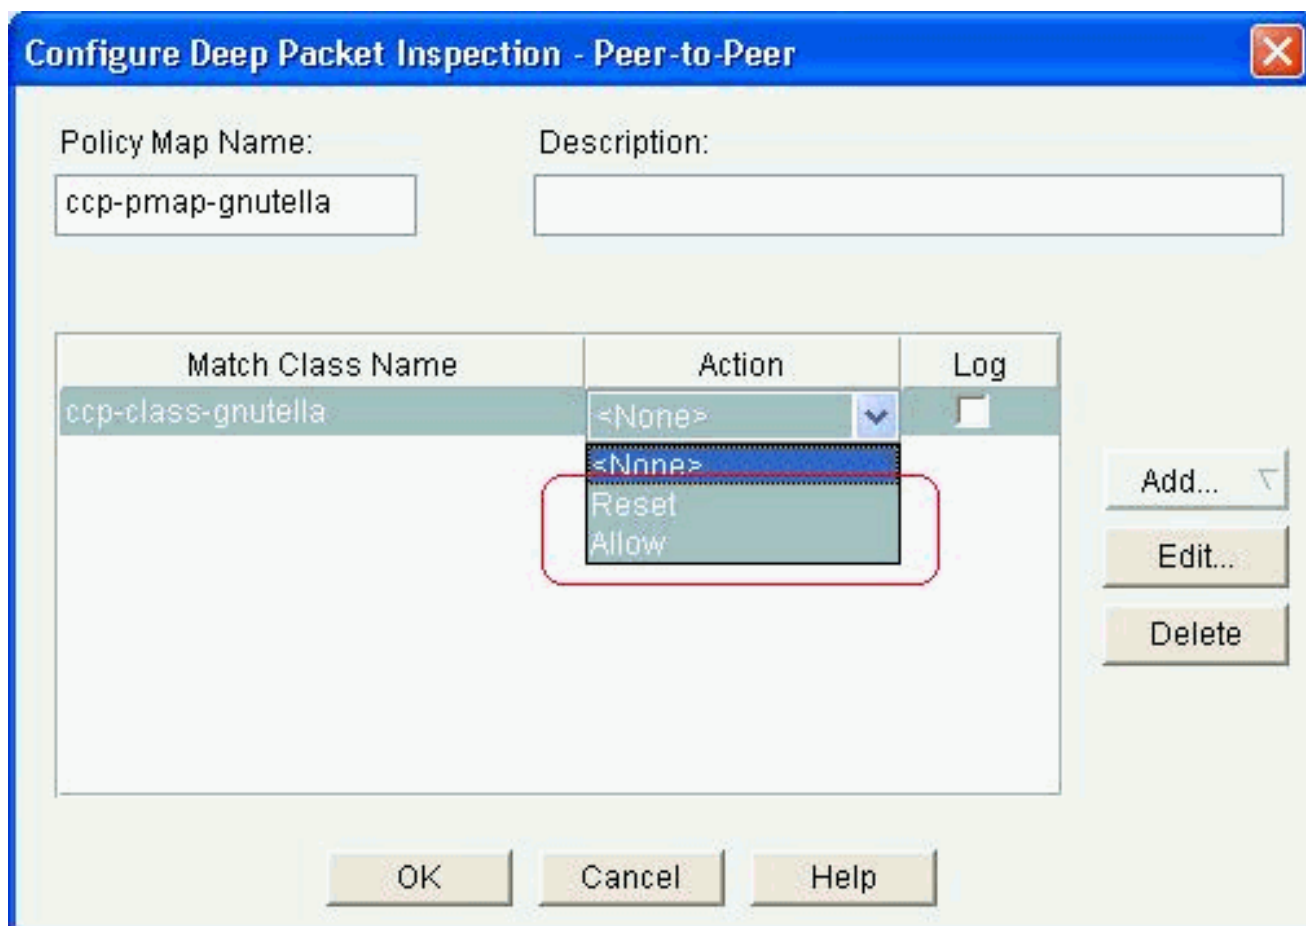 Configure Deep Packet Inspection - Peer-to-Peer
Policy Map Name: Description:
ccp-pmap-gnutella
Match Class Name Action Log
ccp-class-gnutella <None>
<None>
Reset
Allow
Add...
Edit...
Delete
OK Cancel Help